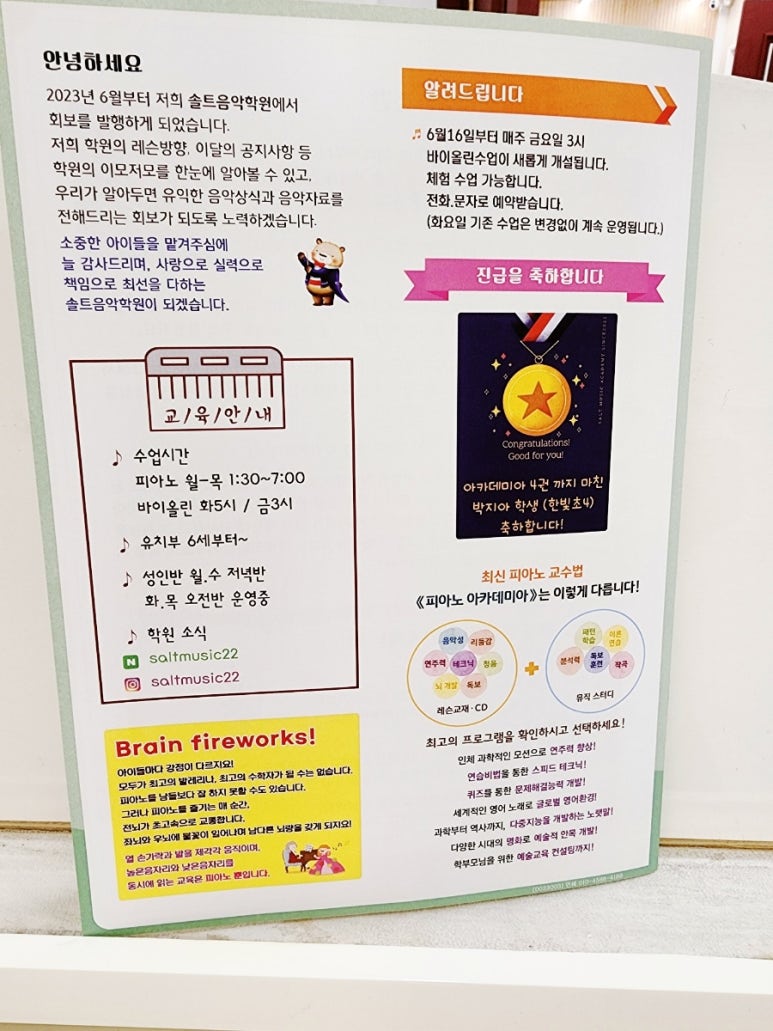 안녕하세요
2023년 6월부터 저희 솔트음악학원에서
회보를 발행하게 되었습니다.
저희 학원의 레슨방향, 이달의 공지사항 등
학원의 이모저모를 한눈에 알아볼 수 있고,
우리가 알아두면 유익한 음악상식과 음악자료를
전해드리는 회보가 되도록 노력하겠습니다.
소중한 아이들을 맡겨주심에
늘 감사드리며, 사랑으로 실력으로
책임으로 최선을 다하는
솔트음악학원이 되겠습니다.
교/육/안/내
수업시간
피아노 월-목 1:30~7:00
바이올린 화5시 / 금3시
유치부 6세부터~
성인반 월.수 저녁반
화.목 오전반 운영중
학원 소식
N saltmusic22
saltmusic22
Brain fireworks!
아이들마다 강점이 다르지요!
모두가 최고의 발레리나, 최고의 수학자가 될 수는 없습니다.
피아노를 남들보다 잘 하지 못할 수도 있습니다.
그러나 피아노를 즐기는 매 순간,
전뇌가 초고속으로 교통합니다.
좌뇌와 우뇌에 불꽃이 일어나며 남다른 뇌량을 갖게 되지요!
열 손가락과 발을 제각각 움직이며,
높은음자리와 낮은음자리를
동시에 읽는 교육은 피아노 뿐입니다.
알려드립니다
6월16일부터 매주 금요일 3시
바이올린수업이 새롭게 개설됩니다.
체험 수업 가능합니다.
전화,문자로 예약받습니다.
(화요일 기존 수업은 변경없이 계속 운영됩니다.)
진급을 축하합니다
SALT MUSIC ACADEMY SINCE
Congratulations!
Good for you!
아카데미아 4권 까지 마친
박지아 학생 (한빛초4)
축하합니다!
최신 피아노 교수법
《피아노 아카데미아》는 이렇게 다릅니다!
음악성 리듬감
연주력 테크닉 청음
뇌 개발 독보
레슨교재 · CD
+
패턴 학습 이론 연습
분석력 독보 훈련 작곡
뮤직 스터디
최고의 프로그램을 확인하시고 선택하세요!
인체 과학적인 모션으로 연주력 향상!
연습비법을 통한 스피드 테크닉!
퀴즈를 통한 문제해결능력 개발!
세계적인 영어 노래로 글로벌 영어환경!
과학부터 역사까지, 다중지능을 개발하는 노랫말!
다양한 시대의 명화로 예술적 안목 개발!
학부모님을 위한 예술교육 컨설팅까지!